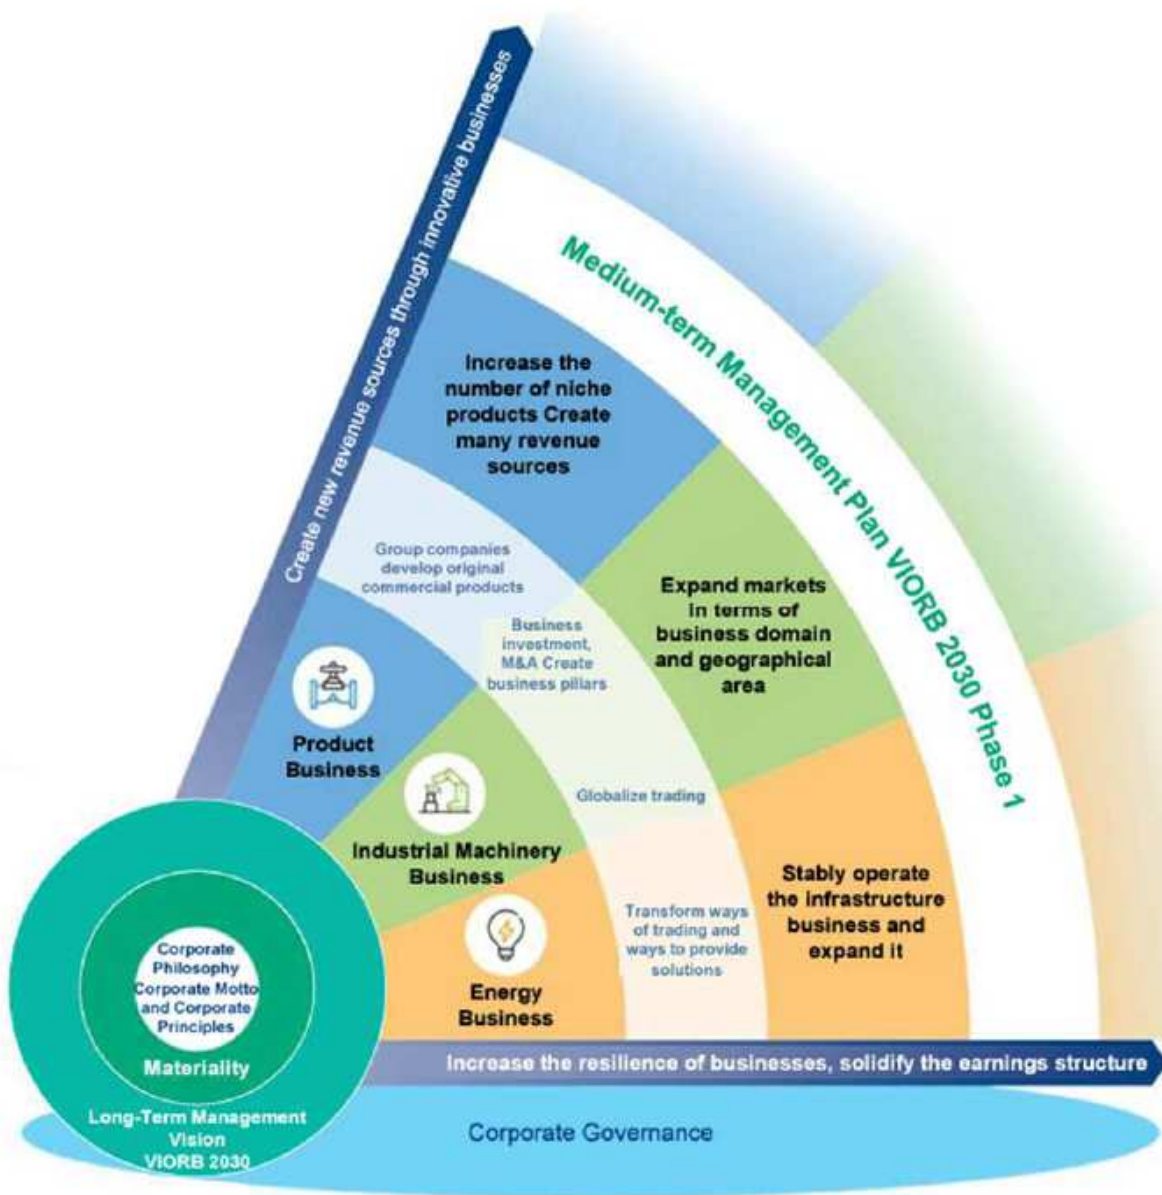 Create new revenue sources through innovative businesses
Medium-term Management Plan VIORB 2030 Phase 1
Increase the
number of niche
products Create
many revenue
sources
Group companies
develop original
commercial products
Expand markets
in terms of
business domain
and geographical
area
Business
investment,
M&A Create
business pillars
Product
Business
Globalize trading
Industrial Machinery
Business
Stably operate
the infrastructure
business and
expand it
Transform ways
of trading and
ways to provide
solutions
Energy
Business
Corporate
Philosophy
Corporate Motto
and Corporate
Principles
Materiality
Long-Term Management
Vision
VIORB 2030
Increase the resilience of businesses, solidify the earnings structure
Corporate Governance